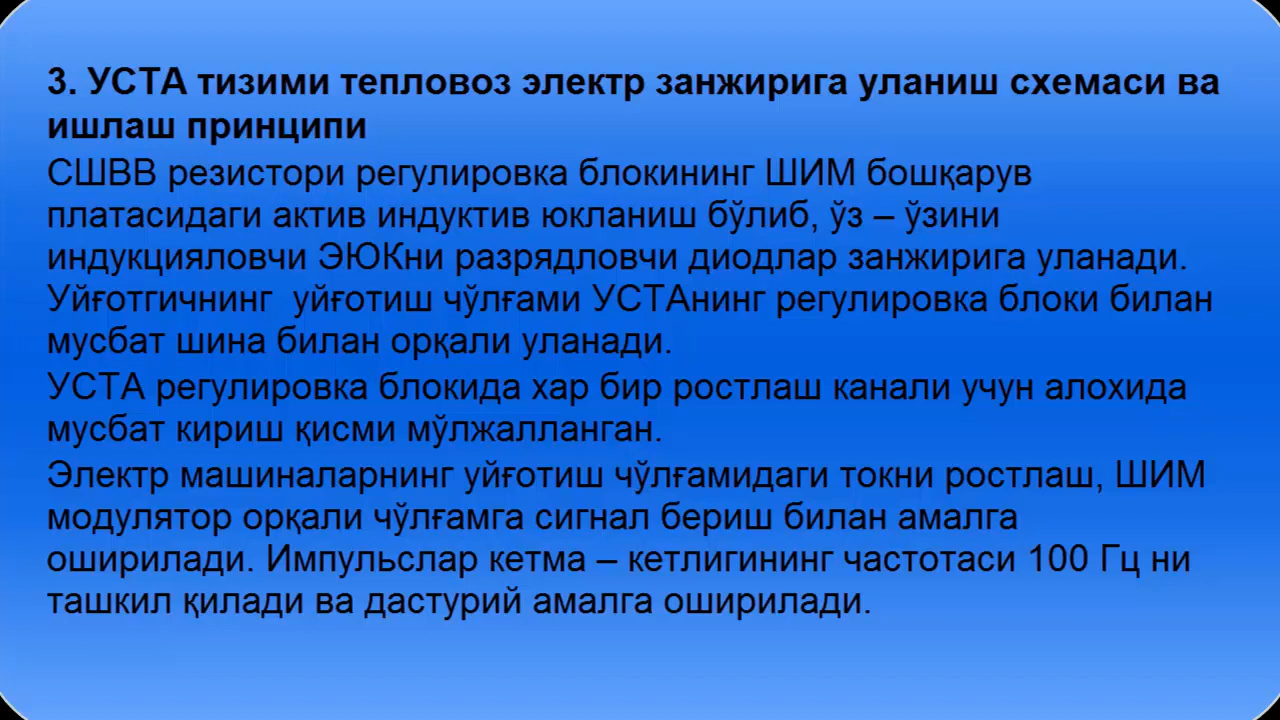 3. УСТА тизими тепловоз электр занжирига уланиш схемаси ва
ишлаш принципи
СШВВ резистори регулировка блокининг ШИМ бошқарув
платасидаги актив индуктив юкланиш бўлиб, ўз – ўзини
индукцияловчи ЭЮКни разрядловчи диодлар занжирига уланади.
Уйғотгичнинг  уйғотиш чўлғами УСТАнинг регулировка блоки билан
мусбат шина билан орқали уланади.
УСТА регулировка блокида хар бир ростлаш канали учун алохида
мусбат кириш қисми мўлжалланган.
Электр машиналарнинг уйғотиш чўлғамидаги токни ростлаш, ШИМ
модулятор орқали чўлғамга сигнал бериш билан амалга
оширилади. Импульслар кетма – кетлигининг частотаси 100 Гц ни
ташкил қилади ва дастурий амалга оширилади.